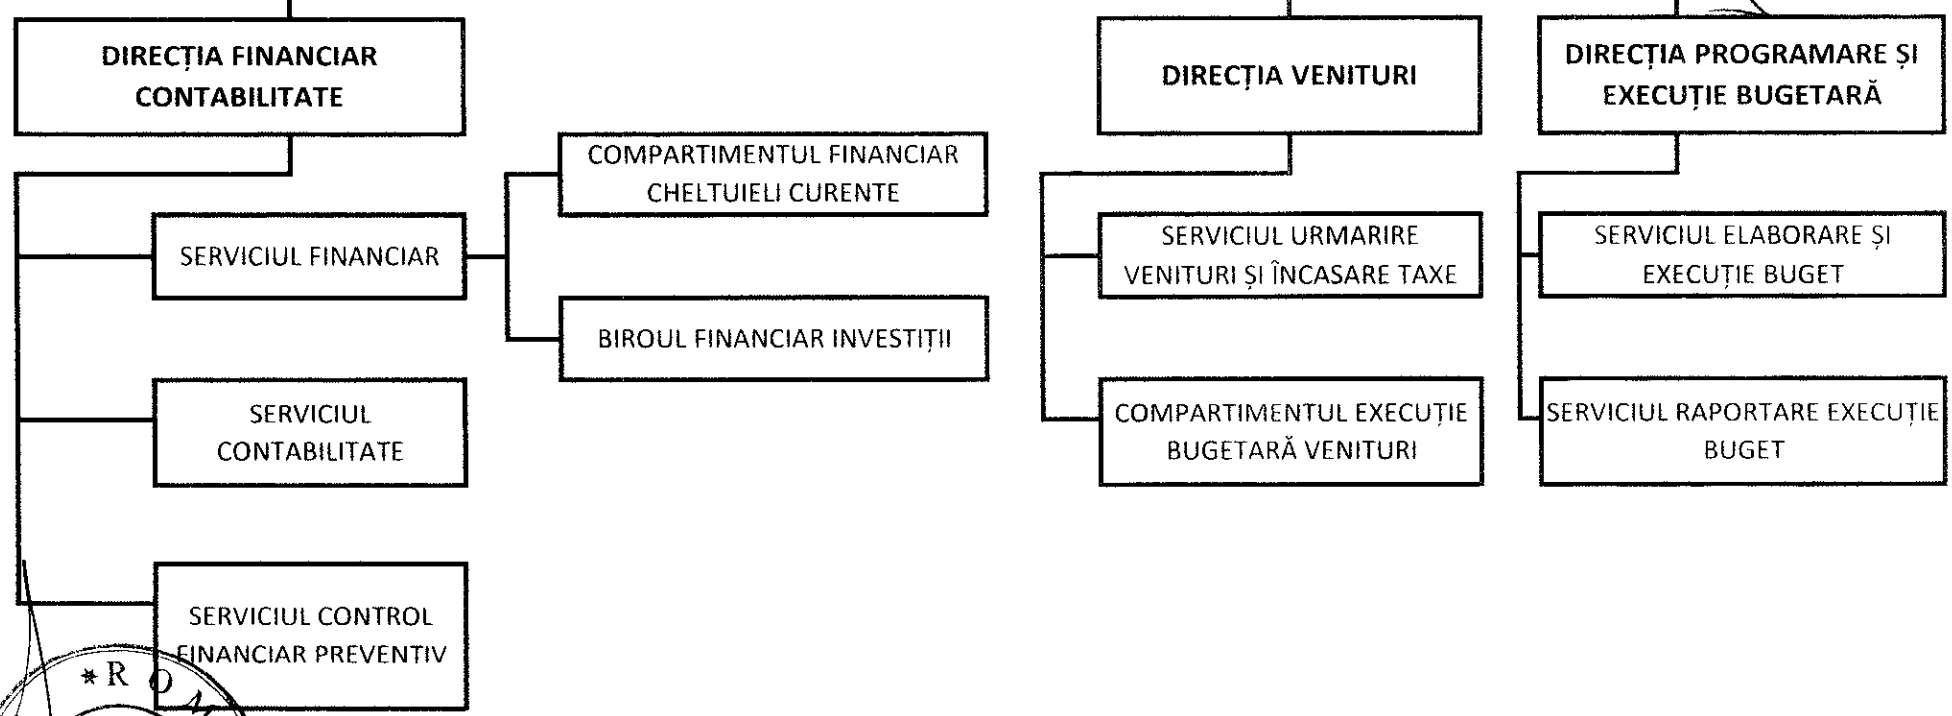 DIRECȚIA FINANCIAR
CONTABILITATE
COMPARTIMENTUL FINANCIAR
CHELTUIELI CURENTE
SERVICIUL FINANCIAR
BIROUL FINANCIAR INVESTIȚII
SERVICIUL
CONTABILITATE
SERVICIUL CONTROL
FINANCIAR PREVENTIV
DIRECȚIA VENITURI
SERVICIUL URMARIRE
VENITURI ȘI ÎNCASARE TAXE
COMPARTIMENTUL EXECUȚIE
BUGETARĂ VENITURI
DIRECȚIA PROGRAMARE ȘI
EXECUȚIE BUGETARĂ
SERVICIUL ELABORARE ȘI
EXECUȚIE BUGET
SERVICIUL RAPORTARE EXECUȚIE
BUGET